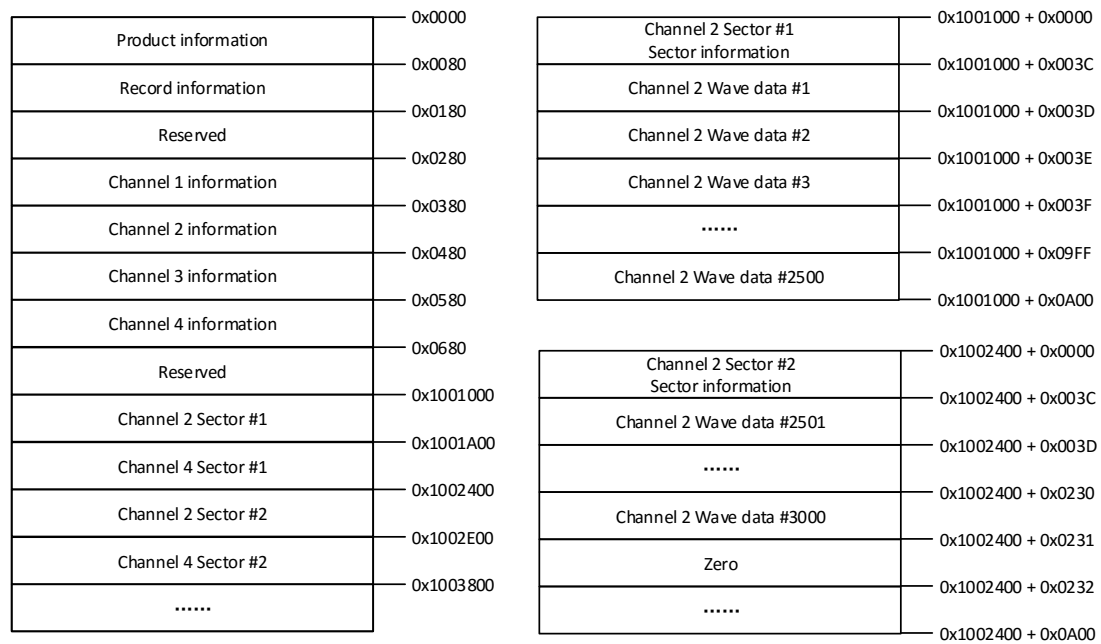 0x0000
Product information
0x0080
Record information
0x0180
Reserved
0x0280
Channel 1 information
0x0380
Channel 2 information
0x0480
Channel 3 information
0x0580
Channel 4 information
0x0680
Reserved
0x1001000
Channel 2 Sector #1
0x1001A00
Channel 4 Sector #1
0x1002400
Channel 2 Sector #2
0x1002E00
Channel 4 Sector #2
0x1003800
......
0x1001000 + 0x0000
Channel 2 Sector #1
Sector information
0x1001000 + 0x003C
Channel 2 Wave data #1
0x1001000 + 0x003D
Channel 2 Wave data #2
0x1001000 + 0x003E
Channel 2 Wave data #3
0x1001000 + 0x003F
......
0x1001000 + 0x09FF
Channel 2 Wave data #2500
0x1001000 + 0x0A00
0x1002400 + 0x0000
Channel 2 Sector #2
Sector information
0x1002400 + 0x003C
Channel 2 Wave data #2501
0x1002400 + 0x003D
......
0x1002400 + 0x0230
Channel 2 Wave data #3000
0x1002400 + 0x0231
Zero
0x1002400 + 0x0232
......
0x1002400 + 0x0A00